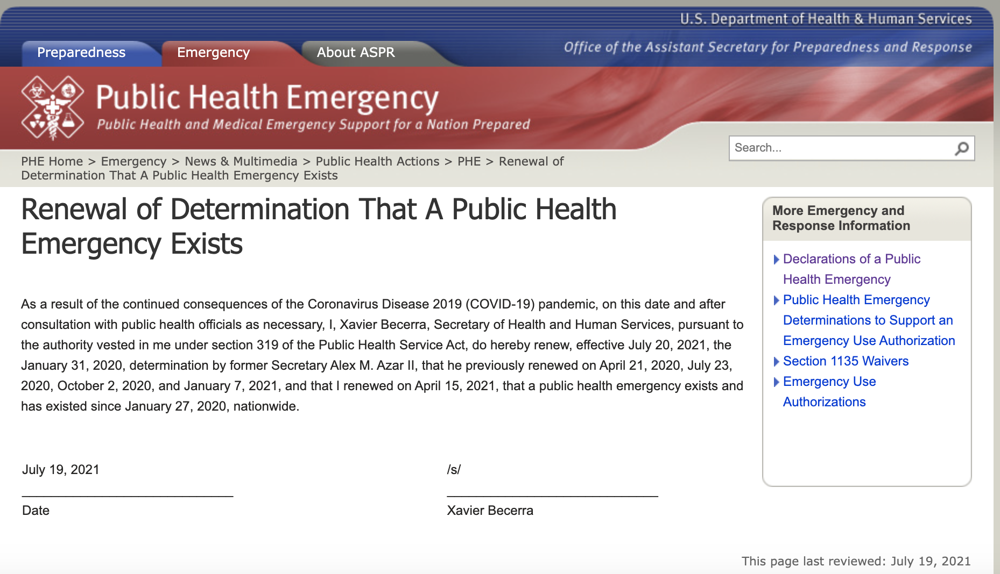 U.S. Department of Health & Human Services
Office of the Assistant Secretary for Preparedness and Response
Preparedness
Emergency
About ASPR
Public Health Emergency
Public Health and Medical Emergency Support for a Nation Prepared
Search...
PHE Home > Emergency > News & Multimedia > Public Health Actions > PHE > Renewal of
Determination That A Public Health Emergency Exists
Renewal of Determination That A Public Health
Emergency Exists
As a result of the continued consequences of the Coronavirus Disease 2019 (COVID-19) pandemic, on this date and after
consultation with public health officials as necessary, I, Xavier Becerra, Secretary of Health and Human Services, pursuant to
the authority vested in me under section 319 of the Public Health Service Act, do hereby renew, effective July 20, 2021, the
January 31, 2020, determination by former Secretary Alex M. Azar II, that he previously renewed on April 21, 2020, July 23,
2020, October 2, 2020, and January 7, 2021, and that I renewed on April 15, 2021, that a public health emergency exists and
has existed since January 27, 2020, nationwide.
July 19, 2021
/s/
Date
Xavier Becerra
More Emergency and
Response Information
Declarations of a Public
Health Emergency
Public Health Emergency
Determinations to Support an
Emergency Use Authorization
Section 1135 Waivers
Emergency Use
Authorizations
This page last reviewed: July 19, 2021